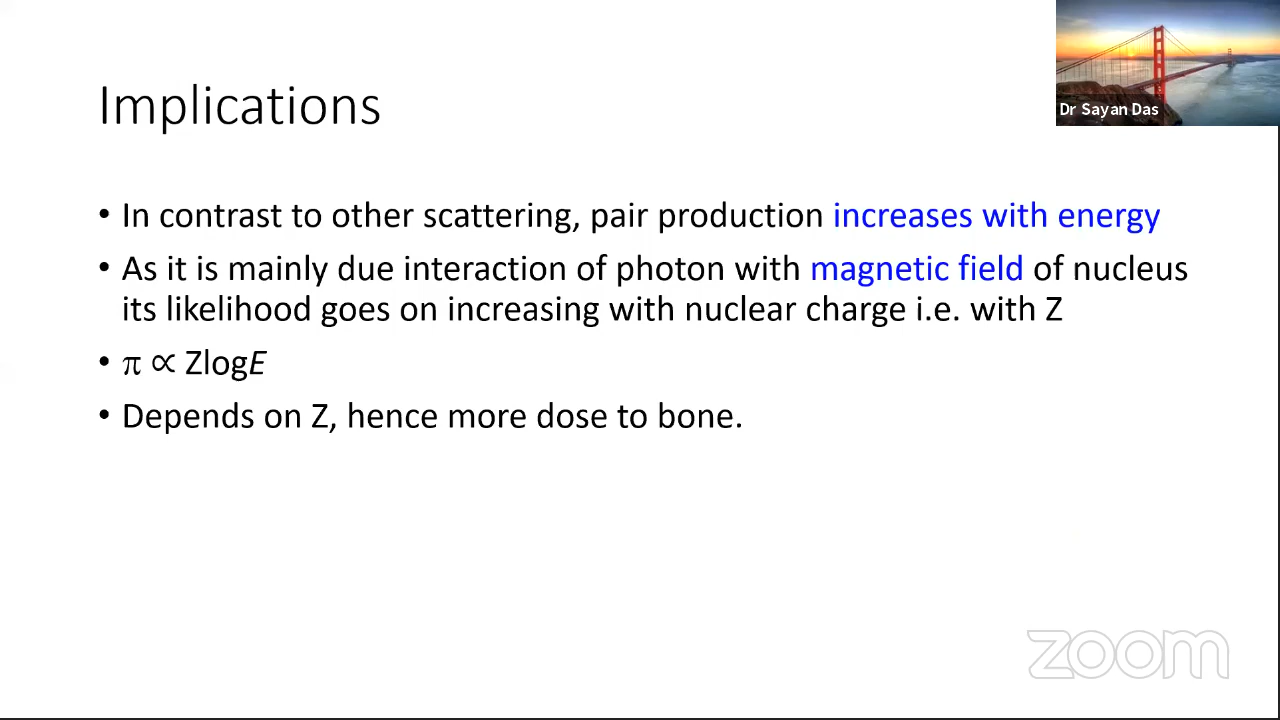 Dr Sayan Das
Implications
• In contrast to other scattering, pair production increases with energy
• As it is mainly due interaction of photon with magnetic field of nucleus
its likelihood goes on increasing with nuclear charge i.e. with Z
• π ∝ ZlogE
• Depends on Z, hence more dose to bone.
zoom